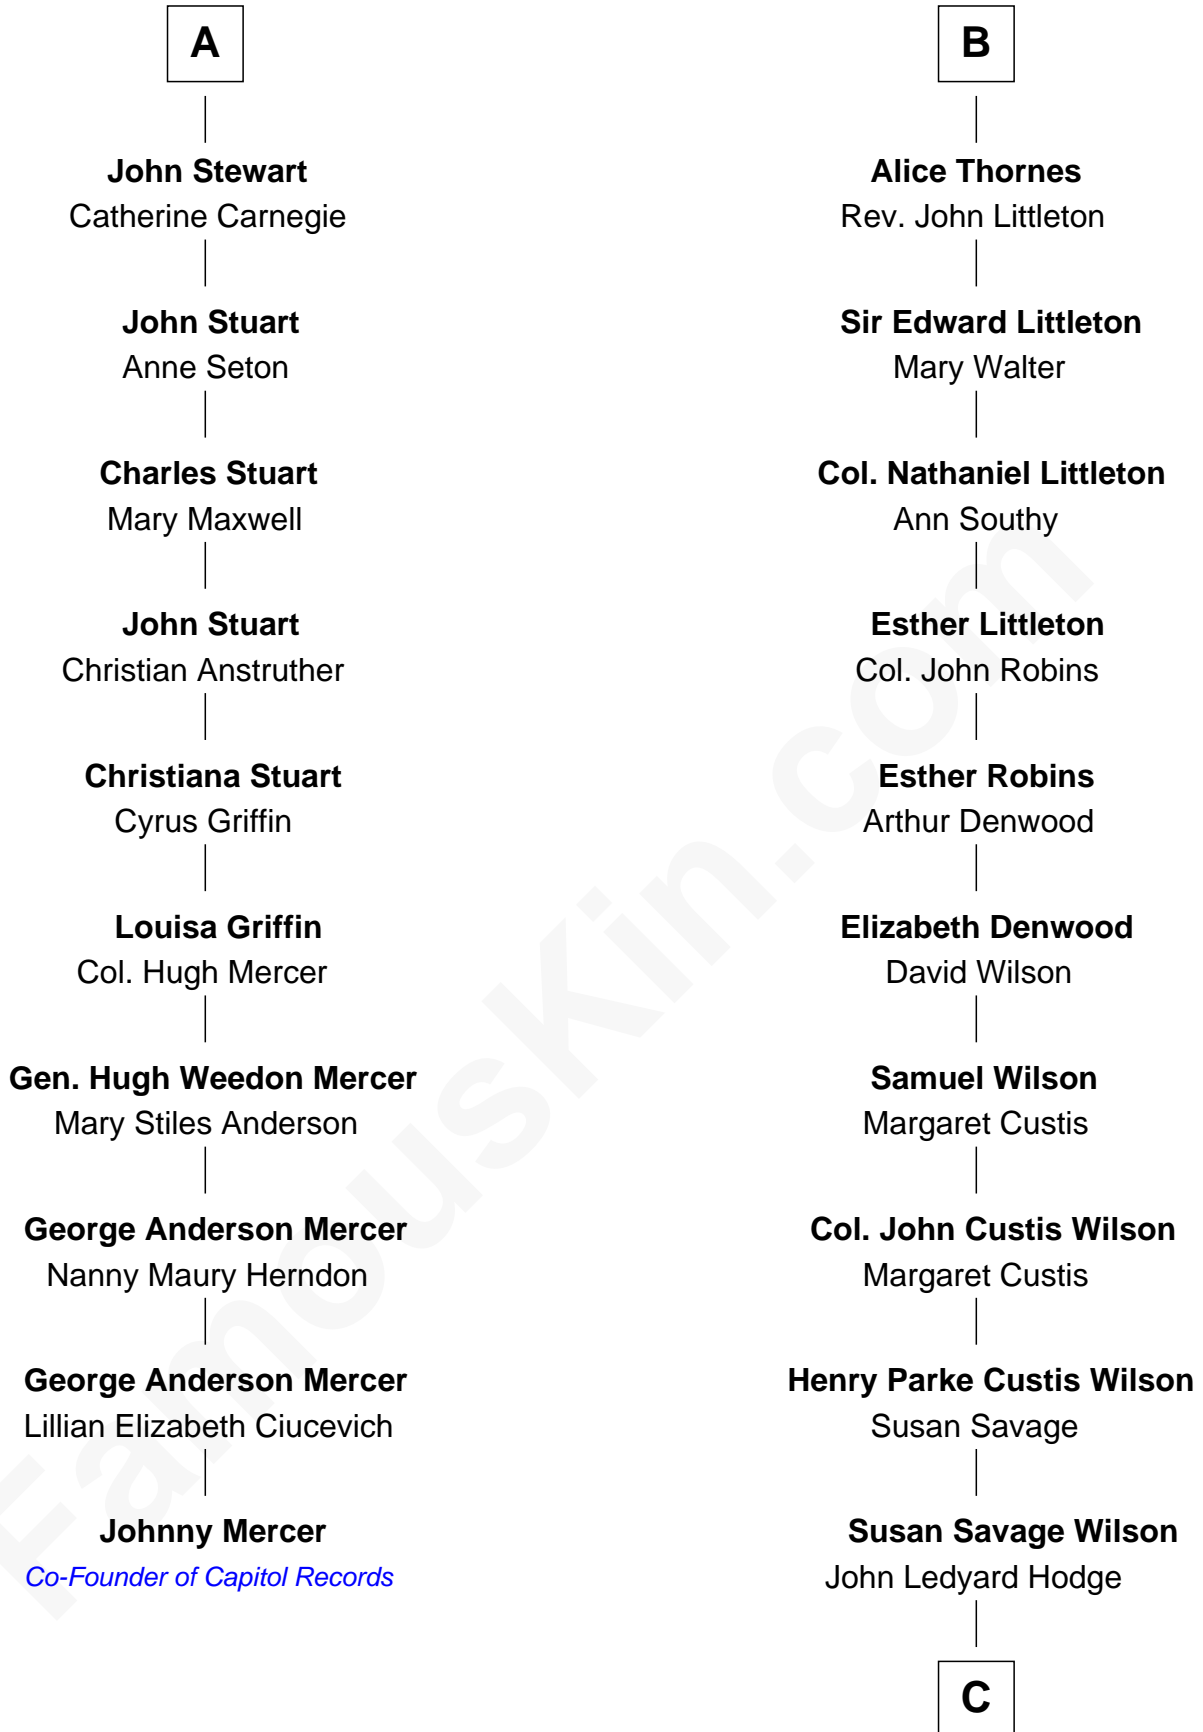 A
John Stewart
Catherine Carnegie
John Stuart
Anne Seton
Charles Stuart
Mary Maxwell
John Stuart
Christian Anstruther
Christiana Stuart
Cyrus Griffin
Louisa Griffin
Col. Hugh Mercer
Gen. Hugh Weedon Mercer
Mary Stiles Anderson
George Anderson Mercer
Nanny Maury Herndon
George Anderson Mercer
Lillian Elizabeth Ciucevich
Johnny Mercer
Co-Founder of Capitol Records
B
Alice Thornes
Rev. John Littleton
Sir Edward Littleton
Mary Walter
Col. Nathaniel Littleton
Ann Southy
Esther Littleton
Col. John Robins
Esther Robins
Arthur Denwood
Elizabeth Denwood
David Wilson
Samuel Wilson
Margaret Custis
Col. John Custis Wilson
Margaret Custis
Henry Parke Custis Wilson
Susan Savage
Susan Savage Wilson
John Ledyard Hodge
C
FamousKin.com